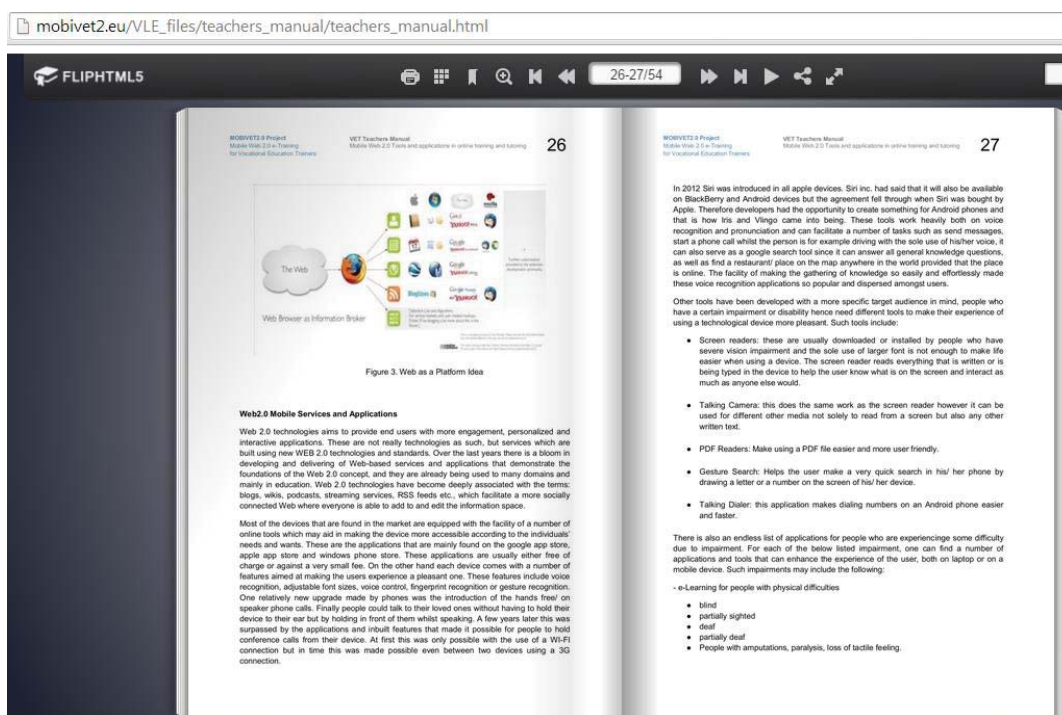 mobivet2.eu/VLE_files/teachers_manual/teachers_manual.html
FLIPHTML5
26-27/54
MOBIVET2.0 Project
Mobile Web 2.0 e-Training
for Vocational Education Trainers
VET Teachers Manual
Mobile Web 2.0 Tools and applications in online training and tutoring
26
The Web
Web Browser as Information Broker
Figure 3. Web as a Platform Idea
Web2.0 Mobile Services and Applications
Web 2.0 technologies aims to provide end users with more engagement, personalized and
interactive applications. These are not really technologies as such, but services which are
built using new WEB 2.0 technologies and standards. Over the last years there is a bloom in
developing and delivering of Web-based services and applications that demonstrate the
foundations of the Web 2.0 concept, and they are already being used to many domains and
mainly in education. Web 2.0 technologies have become deeply associated with the terms:
blogs, wikis, podcasts, streaming services, RSS feeds etc., which facilitate a more socially
connected Web where everyone is able to add to and edit the information space.
Most of the devices that are found in the market are equipped with the facility of a number of
online tools which may aid in making the device more accessible according to the individuals'
needs and wants. These are the applications that are mainly found on the google app store,
apple app store and windows phone store. These applications are usually either free of
charge or against a very small fee. On the other hand each device comes with a number of
features aimed at making the users experience a pleasant one. These features include voice
recognition, adjustable font sizes, voice control, fingerprint recognition or gesture recognition.
One relatively new upgrade made by phones was the introduction of the hands free/ on
speaker phone calls. Finally people could talk to their loved ones without having to hold their
device to their ear but by holding in front of them whilst speaking. A few years later this was
surpassed by the applications and inbuilt features that made it possible for people to hold
conference calls from their device. At first this was only possible with the use of a WI-FI
connection but in time this was made possible even between two devices using a 3G
connection.
MOBIVET2.0 Project
Mobile Web 2.0 e-Training
for Vocational Education Trainers
VET Teachers Manual
Mobile Web 2.0 Tools and applications in online training and tutoring
27
In 2012 Siri was introduced in all apple devices. Siri inc. had said that it will also be available
on BlackBerry and Android devices but the agreement fell through when Siri was bought by
Apple. Therefore developers had the opportunity to create something for Android phones and
that is how Iris and Vlingo came into being. These tools work heavily both on voice
recognition and pronunciation and can facilitate a number of tasks such as send messages,
start a phone call whilst the person is for example driving with the sole use of his/her voice, it
can also serve as a google search tool since it can answer all general knowledge questions,
as well as find a restaurant/ place on the map anywhere in the world provided that the place
is online. The facility of making the gathering of knowledge so easily and effortlessly made
these voice recognition applications so popular and dispersed amongst users.
Other tools have been developed with a more specific target audience in mind, people who
have a certain impairment or disability hence need different tools to make their experience of
using a technological device more pleasant. Such tools include:
● Screen readers: these are usually downloaded or installed by people who have
severe vision impairment and the sole use of larger font is not enough to make life
easier when using a device. The screen reader reads everything that is written or is
being typed in the device to help the user know what is on the screen and interact as
much as anyone else would.
● Talking Camera: this does the same work as the screen reader however it can be
used for different other media not solely to read from a screen but also any other
written text.
● PDF Readers: Make using a PDF file easier and more user friendly.
● Gesture Search: Helps the user make a very quick search in his/ her phone by
drawing a letter or a number on the screen of his/ her device.
● Talking Dialer: this application makes dialing numbers on an Android phone easier
and faster.
There is also an endless list of applications for people who are experiencinge some difficulty
due to impairment. For each of the below listed impairment, one can find a number of
applications and tools that can enhance the experience of the user, both on laptop or on a
mobile device. Such impairments may include the following:
- e-Learning for people with physical difficulties
● blind
● partially sighted
● deaf
● partially deaf
● People with amputations, paralysis, loss of tactile feeling.